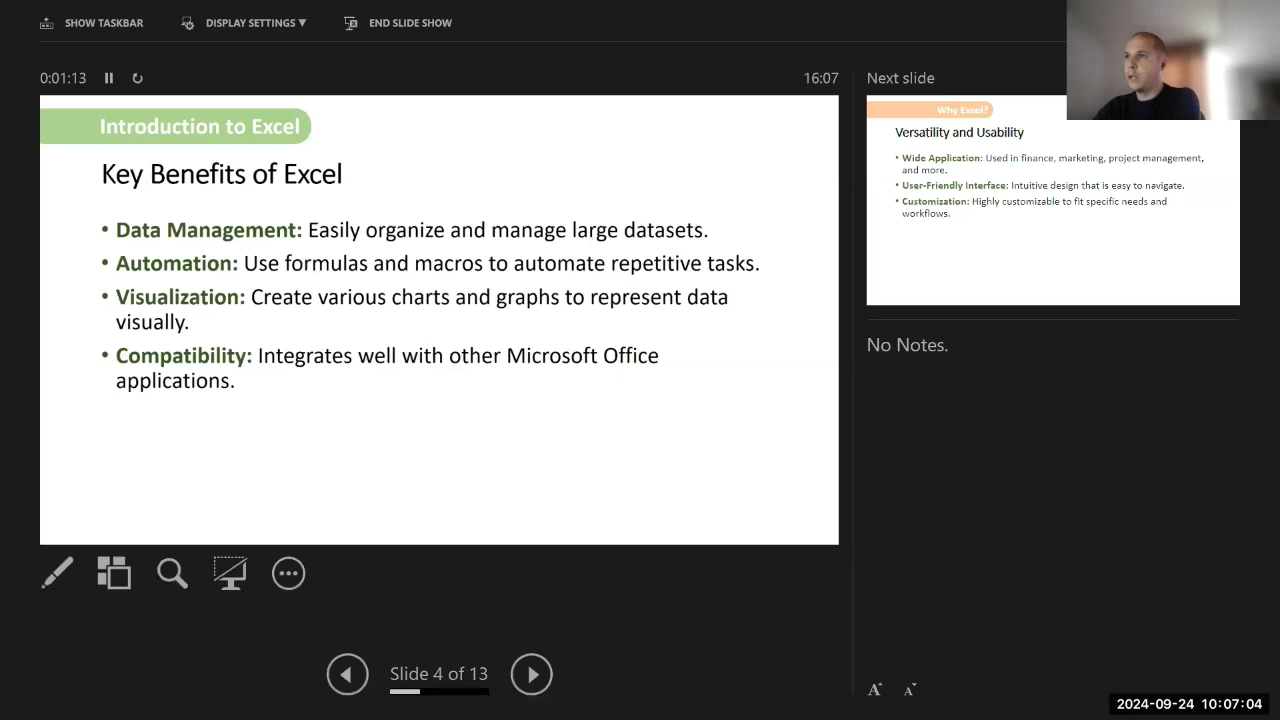 SHOW TASKBAR
DISPLAY SETTINGS ▼
END SLIDE SHOW
0:01:13
16:07
Introduction to Excel
Key Benefits of Excel
• Data Management: Easily organize and manage large datasets.
• Automation: Use formulas and macros to automate repetitive tasks.
• Visualization: Create various charts and graphs to represent data
visually.
• Compatibility: Integrates well with other Microsoft Office
applications.
Slide 4 of 13
Next slide
Why Excel?
Versatility and Usability
• Wide Application: Used in finance, marketing, project management,
and more.
• User-Friendly Interface: Intuitive design that is easy to navigate.
• Customization: Highly customizable to fit specific needs and
workflows.
No Notes.
A A
2024-09-24 10:07:04